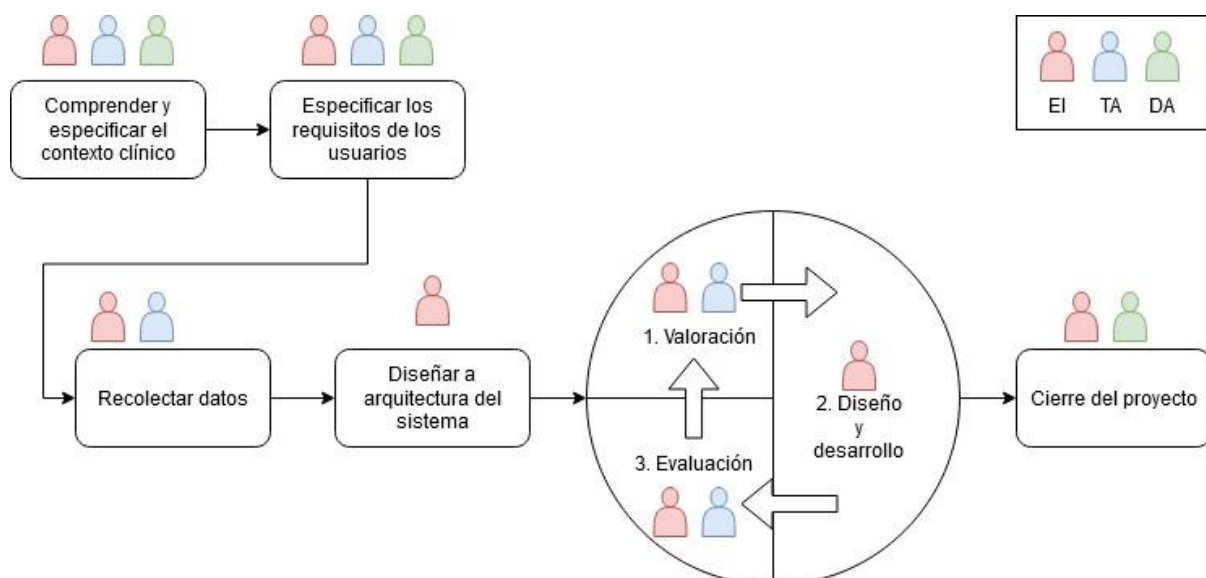 Comprender y
especificar el
contexto clínico
Especificar los
requisitos de los
usuarios
EI
TA
DA
Recolectar datos
Diseñar a
arquitectura del
sistema
1. Valoración
2. Diseño
y
desarrollo
3. Evaluación
Cierre del proyecto